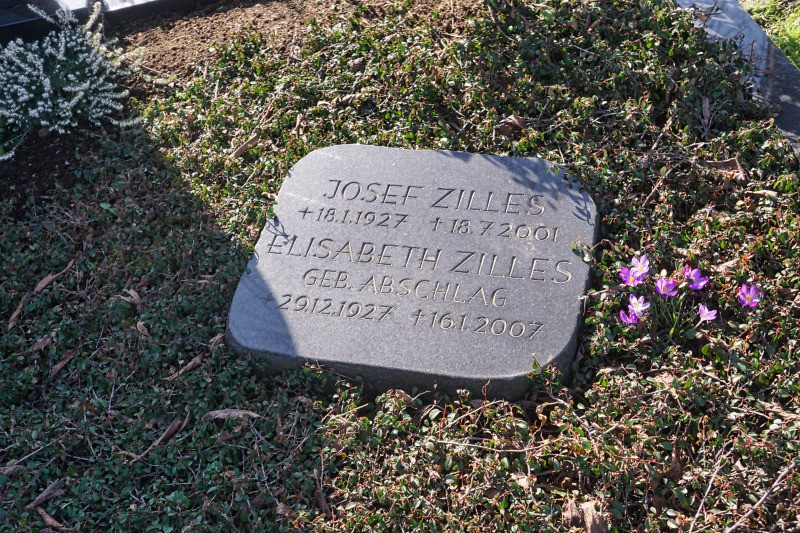 JOSEF ZILLES
+18.1.1927 +18.7.2001
ELISABETH ZILLES
GEB. ABSCHLAG
+29.12.1927 +16.1.2007